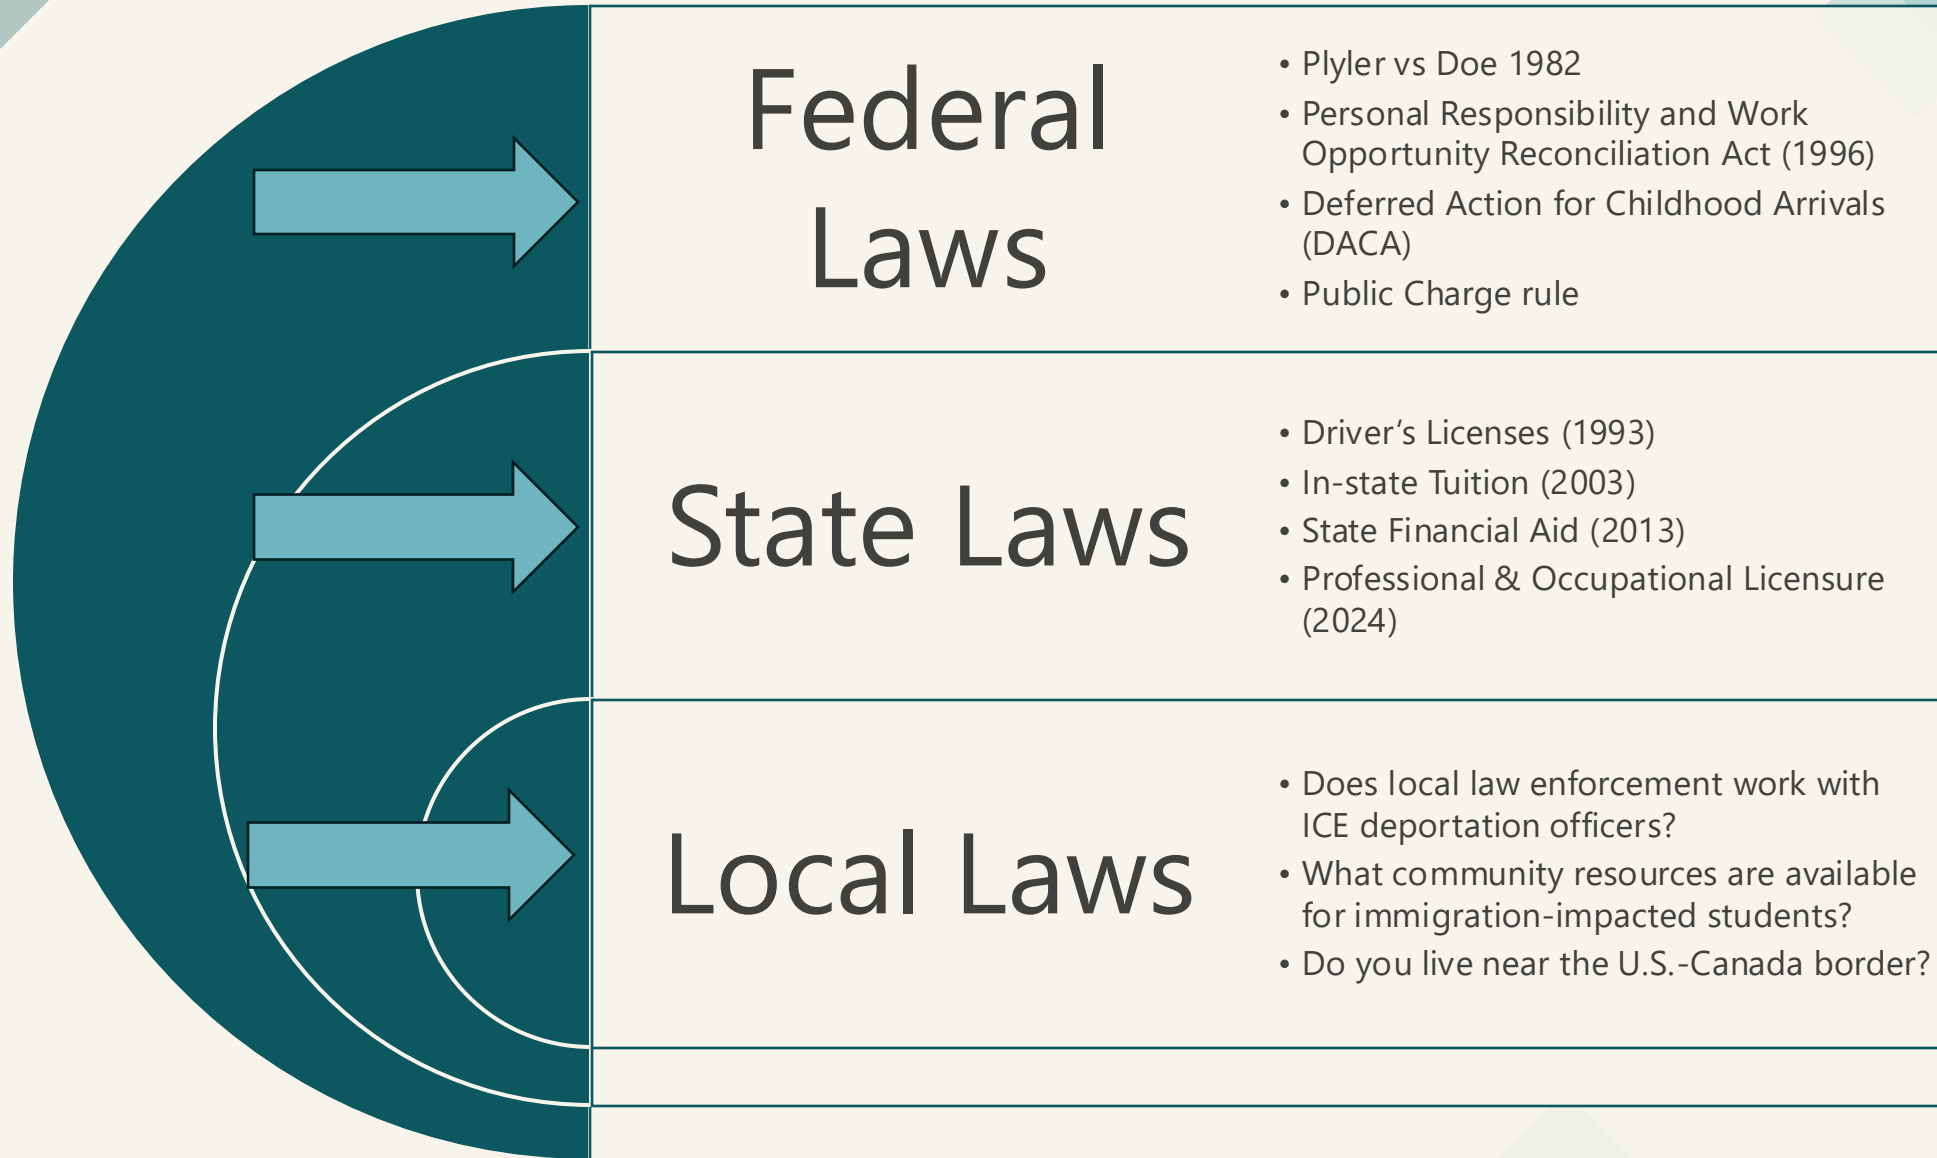 Federal
Laws
• Plyler vs Doe 1982
• Personal Responsibility and Work
Opportunity Reconciliation Act (1996)
• Deferred Action for Childhood Arrivals
(DACA)
• Public Charge rule
State Laws
• Driver’s Licenses (1993)
• In-state Tuition (2003)
• State Financial Aid (2013)
• Professional & Occupational Licensure
(2024)
Local Laws
• Does local law enforcement work with
ICE deportation officers?
• What community resources are available
for immigration-impacted students?
• Do you live near the U.S.-Canada border?